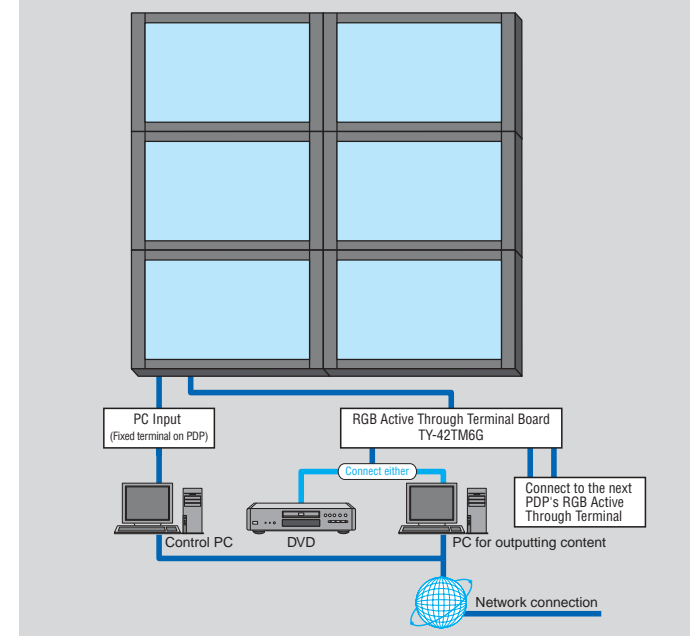 PC Input
(Fixed terminal on PDP)
RGB Active Through Terminal Board
TY-42TM6G
Connect either
Connect to the next
PDP's RGB Active
Through Terminal
Control PC
DVD
PC for outputting content
Network connection